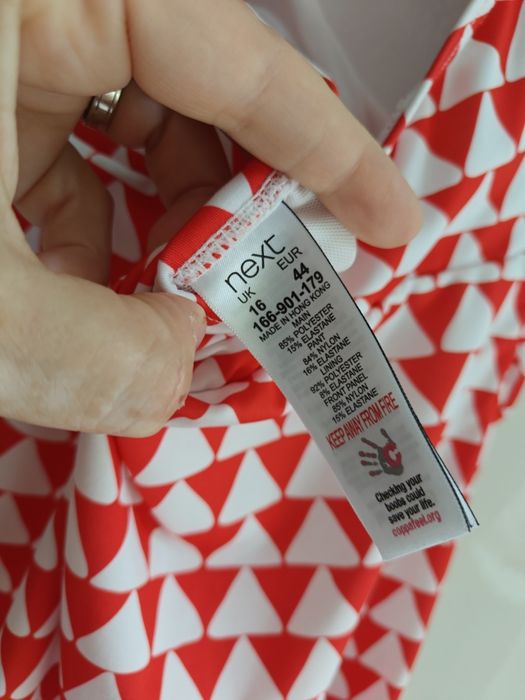 next
UK EUR
16 44
166-901-179
MADE IN HONG KONG
MAIN
85% POLYESTER
15% ELASTANE
PANT
84% NYLON
16% ELASTANE
LINING
92% POLYESTER
8% ELASTANE
FRONT PANEL
85% NYLON
15% ELASTANE
KEEP AWAY FROM FIRE
Checking your
boobs could
save your life.
coppafeel.org